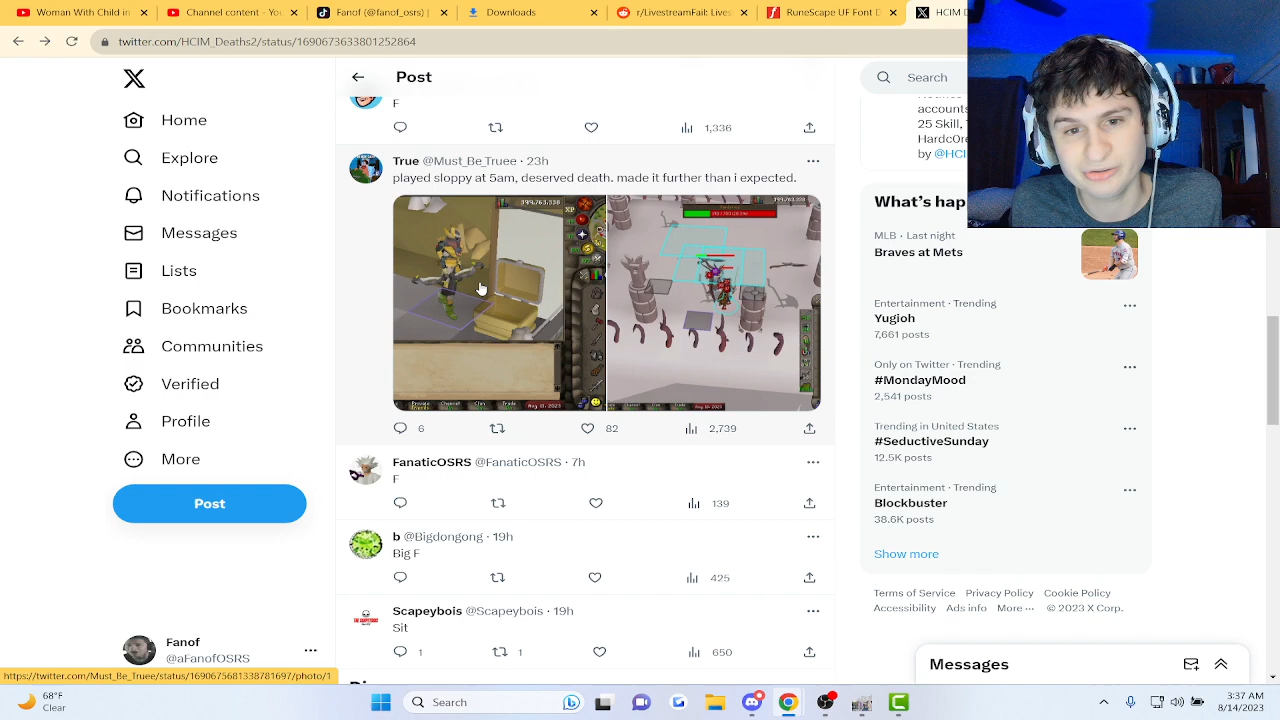 Woman with a Cyst in
Channel content - You
Fanof (@fanof_osrs) |
Downloads
r/LivestreamFail: Les
RuneScape UF Font D
HCIM D
twitter.com/HCIM_Deaths2/status/1690673633801252864
Home
Explore
Notifications
Messages
Lists
Bookmarks
Communities
Verified
Profile
More
Post
Fanof
@aFanofOSRS
https://twitter.com/Must_Be_Truee/status/1690675681338781697/photo/1
Post
F
1,336
True @Must_Be_Truee · 23h
played sloppy at 5am, deserved death. made it further than i expected.
6 82 2,739
FanaticOSRS @FanaticOSRS · 7h
F
139
b @Bigdongong · 19h
Big F
425
Scapeybois @Scapeybois · 19h
Sit
1 1 650
Search
accounts
25 Skill,
HardC0re
by @HCI
What's hap
MLB · Last night
Braves at Mets
Entertainment · Trending
Yugioh
7,661 posts
Only on Twitter · Trending
#MondayMood
2,541 posts
Trending in United States
#SeductiveSunday
12.5K posts
Entertainment · Trending
Blockbuster
38.6K posts
Show more
Terms of Service Privacy Policy Cookie Policy
Accessibility Ads info More ··· © 2023 X Corp.
Messages
68°F
Clear
Search
3:37 AM
8/14/2023